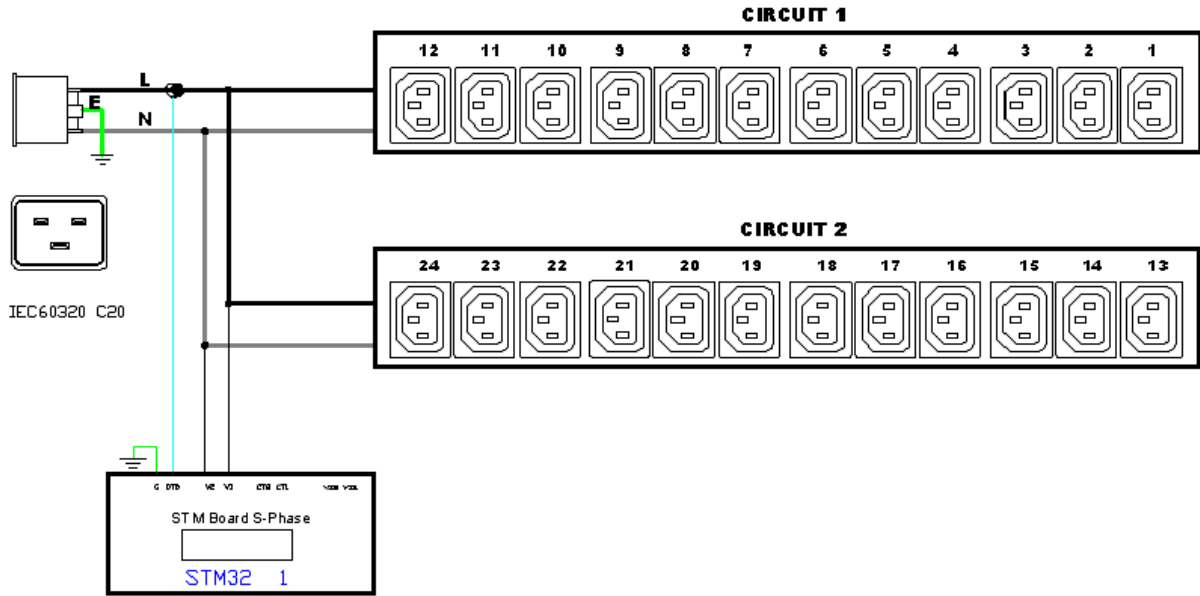 CIRCUIT 1
12 11 10 9 8 7 6 5 4 3 2 1
L
E
N
CIRCUIT 2
24 23 22 21 20 19 18 17 16 15 14 13
IEC60320 C20
G V2 V1
STM Board S-Phase
STM32 1